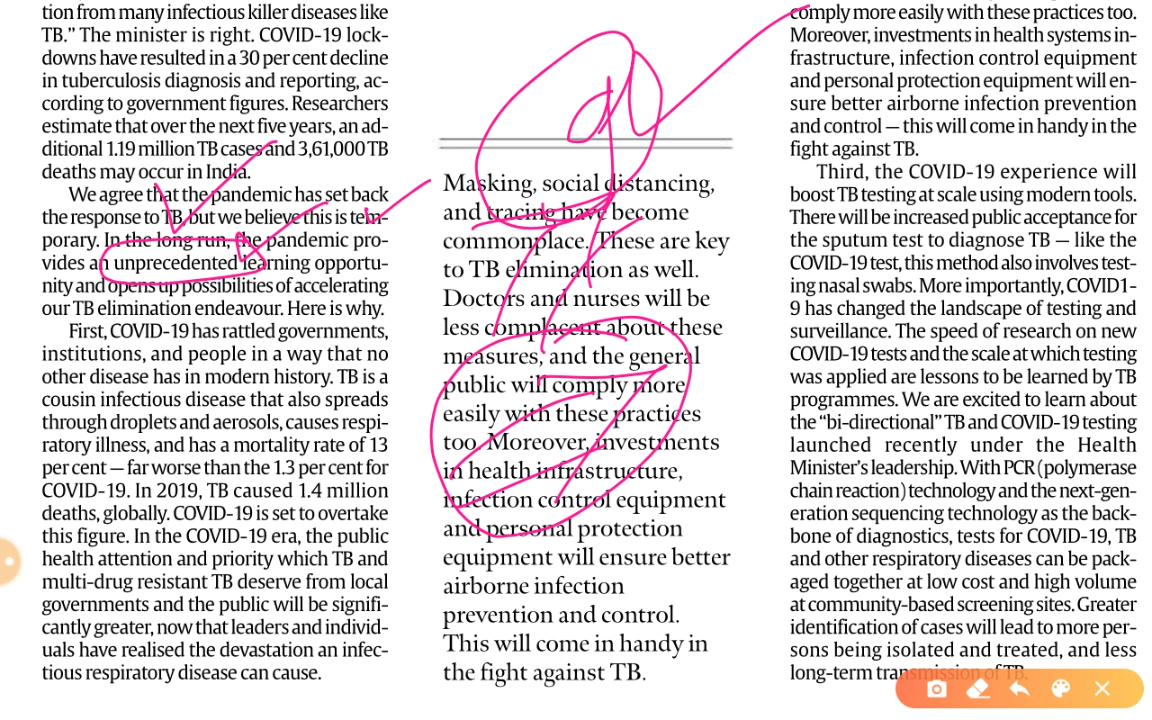 tion from many infectious killer diseases like
TB.” The minister is right. COVID-19 lock-
downs have resulted in a 30 per cent decline
in tuberculosis diagnosis and reporting, ac-
cording to government figures. Researchers
estimate that over the next five years, an ad-
ditional 1.19 million TB cases and 3,61,000 TB
deaths may occur in India.
We agree that the pandemic has set back
the response to TB, but we believe this is tem-
porary. In the long run, the pandemic pro-
vides an unprecedented learning opportu-
nity and opens up possibilities of accelerating
our TB elimination endeavour. Here is why.
First, COVID-19 has rattled governments,
institutions, and people in a way that no
other disease has in modern history. TB is a
cousin infectious disease that also spreads
through droplets and aerosols, causes respi-
ratory illness, and has a mortality rate of 13
per cent — far worse than the 1.3 per cent for
COVID-19. In 2019, TB caused 1.4 million
deaths, globally. COVID-19 is set to overtake
this figure. In the COVID-19 era, the public
health attention and priority which TB and
multi-drug resistant TB deserve from local
governments and the public will be signifi-
cantly greater, now that leaders and individ-
uals have realised the devastation an infec-
tious respiratory disease can cause.
Masking, social distancing,
and tracing have become
commonplace. These are key
to TB elimination as well.
Doctors and nurses will be
less complacent about these
measures, and the general
public will comply more
easily with these practices
too. Moreover, investments
in health infrastructure,
infection control equipment
and personal protection
equipment will ensure better
airborne infection
prevention and control.
This will come in handy in
the fight against TB.
comply more easily with these practices too.
Moreover, investments in health systems in-
frastructure, infection control equipment
and personal protection equipment will en-
sure better airborne infection prevention
and control — this will come in handy in the
fight against TB.
Third, the COVID-19 experience will
boost TB testing at scale using modern tools.
There will be increased public acceptance for
the sputum test to diagnose TB — like the
COVID-19 test, this method also involves test-
ing nasal swabs. More importantly, COVID1-
9 has changed the landscape of testing and
surveillance. The speed of research on new
COVID-19 tests and the scale at which testing
was applied are lessons to be learned by TB
programmes. We are excited to learn about
the “bi-directional” TB and COVID-19 testing
launched recently under the Health
Minister’s leadership. With PCR (polymerase
chain reaction) technology and the next-gen-
eration sequencing technology as the back-
bone of diagnostics, tests for COVID-19, TB
and other respiratory diseases can be pack-
aged together at low cost and high volume
at community-based screening sites. Greater
identification of cases will lead to more per-
sons being isolated and treated, and less
long-term transmission of TB.